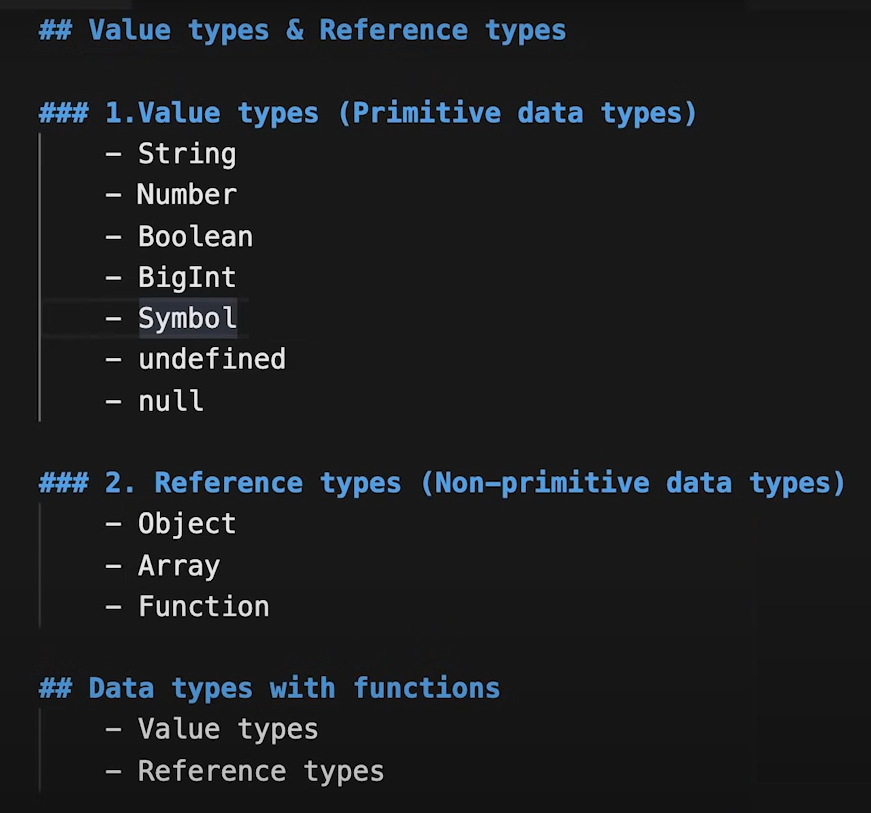 ## Value types & Reference types
### 1.Value types (Primitive data types)
- String
- Number
- Boolean
- BigInt
- Symbol
- undefined
- null
### 2. Reference types (Non-primitive data types)
- Object
- Array
- Function
## Data types with functions
- Value types
- Reference types